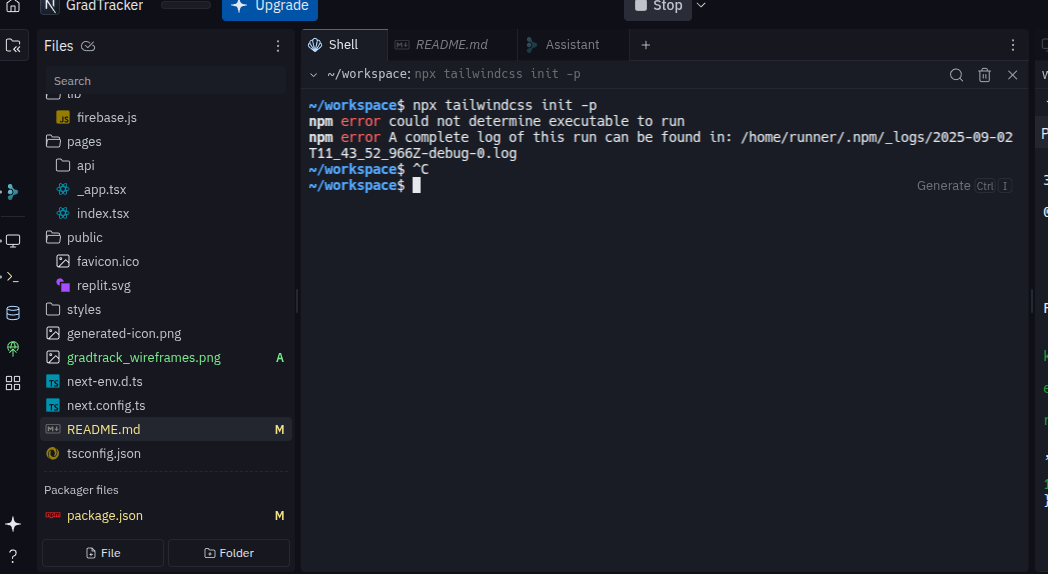 GradTracker
Upgrade
Stop
Files
Search
lib
firebase.js
pages
api
_app.tsx
index.tsx
public
favicon.ico
replit.svg
styles
generated-icon.png
gradtrack_wireframes.png A
next-env.d.ts
next.config.ts
README.md M
tsconfig.json
Packager files
package.json M
File Folder
Shell README.md Assistant
~/workspace: npx tailwindcss init -p
~/workspace$ npx tailwindcss init -p
npm error could not determine executable to run
npm error A complete log of this run can be found in: /home/runner/.npm/_logs/2025-09-02
T11_43_52_966Z-debug-0.log
~/workspace$ ^C
~/workspace$
Generate Ctrl I